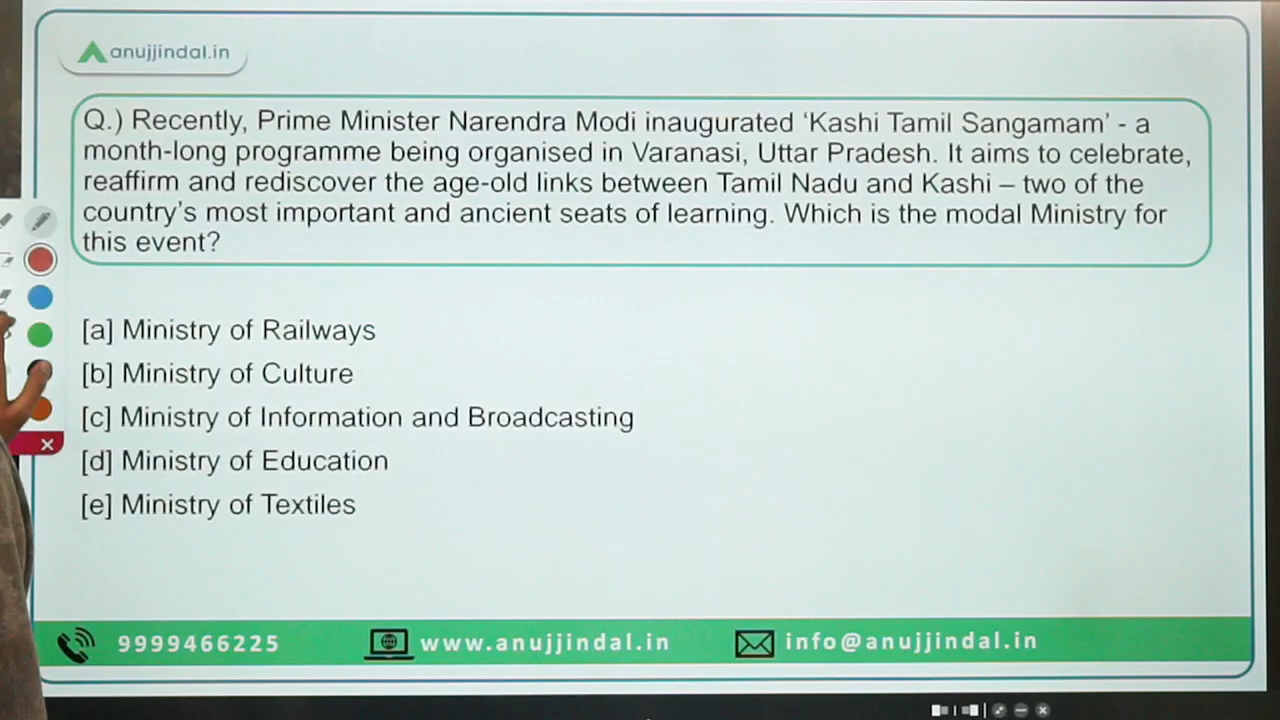 anujjindal.in
Q.) Recently, Prime Minister Narendra Modi inaugurated ‘Kashi Tamil Sangamam’ - a
month-long programme being organised in Varanasi, Uttar Pradesh. It aims to celebrate,
reaffirm and rediscover the age-old links between Tamil Nadu and Kashi – two of the
country’s most important and ancient seats of learning. Which is the modal Ministry for
this event?
[a] Ministry of Railways
[b] Ministry of Culture
[c] Ministry of Information and Broadcasting
[d] Ministry of Education
[e] Ministry of Textiles
9999466225 www.anujjindal.in info@anujjindal.in